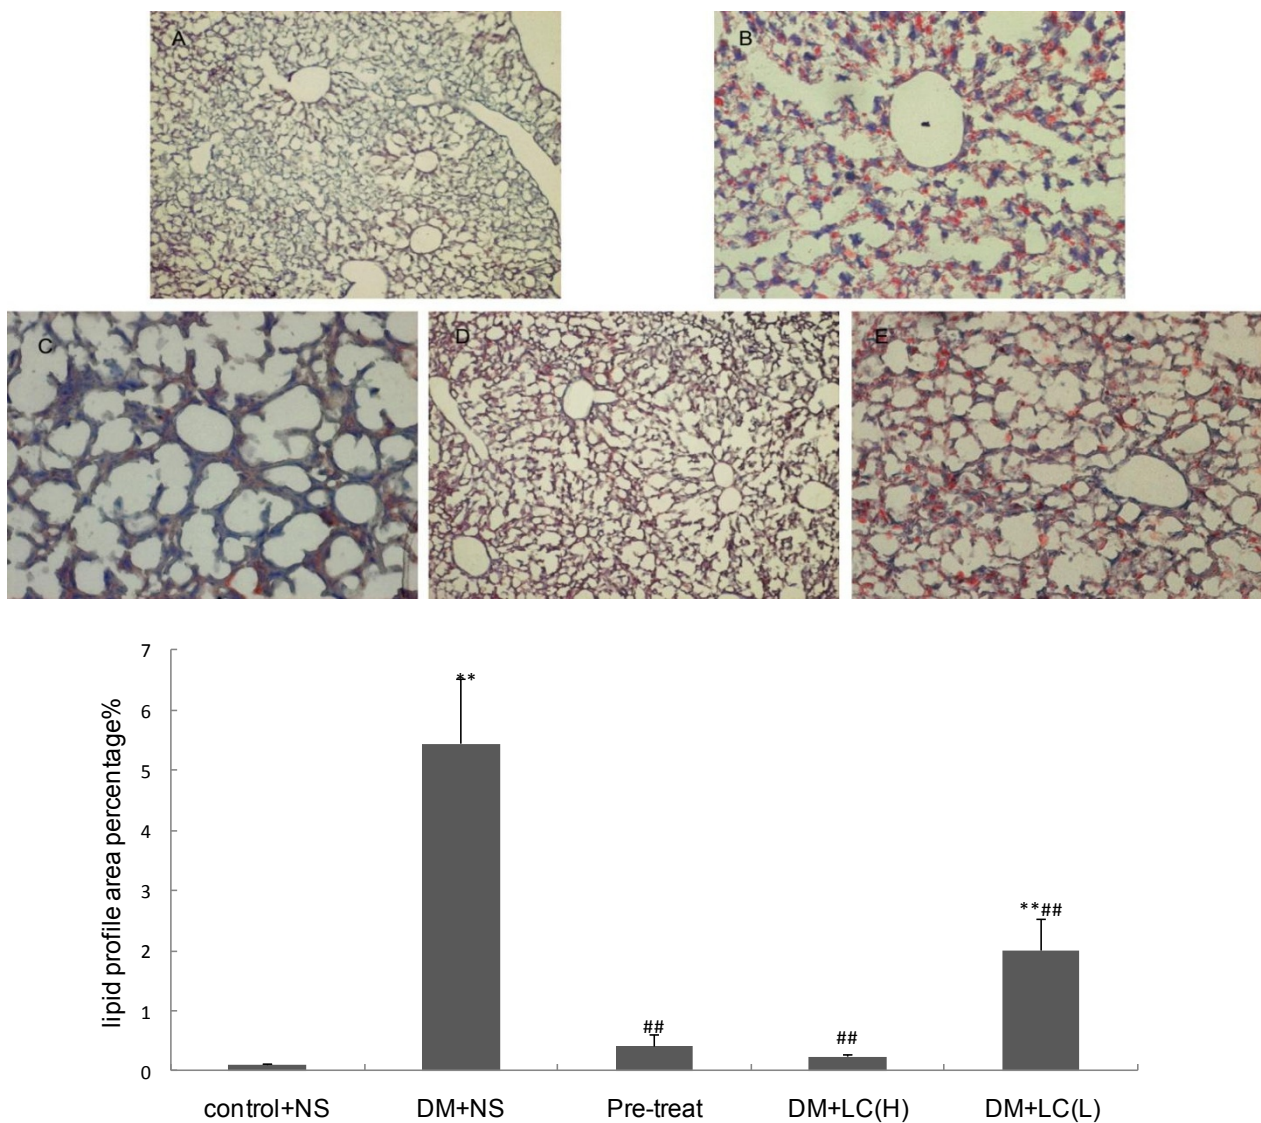 A
B
C
D
E
7
6
5
4
3
2
1
0
lipid profile area percentage%
**
##
##
**##
control+NS DM+NS Pre-treat DM+LC(H) DM+LC(L)